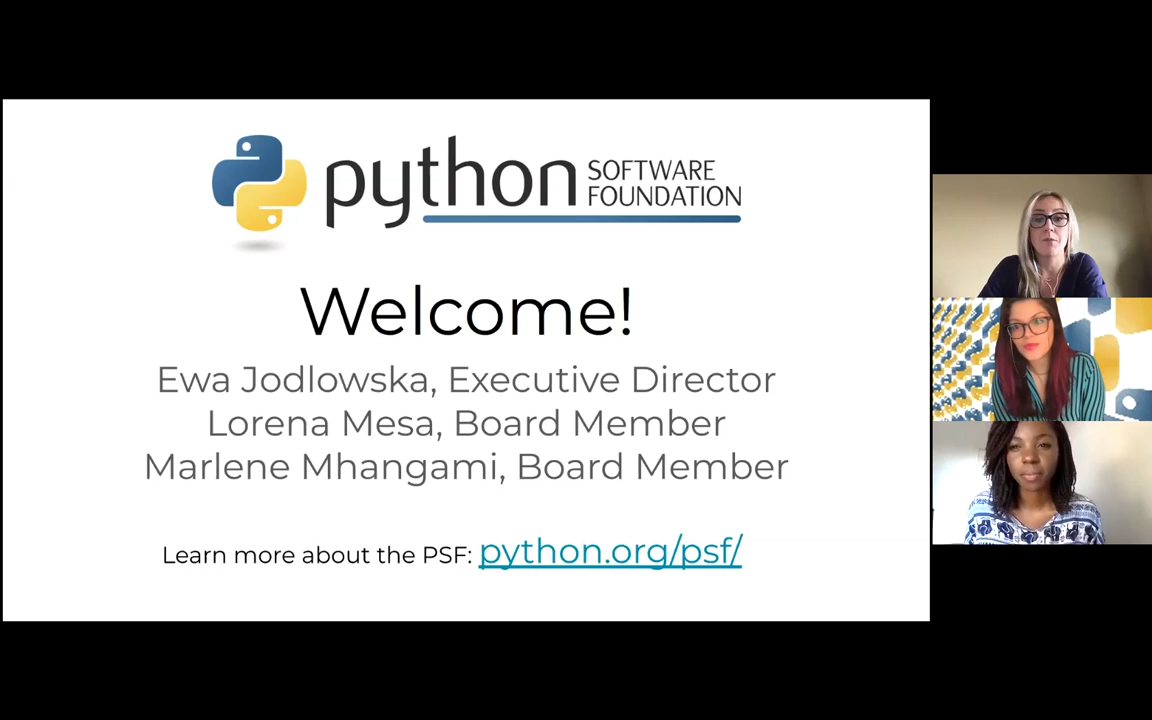 python SOFTWARE FOUNDATION
Welcome!
Ewa Jodlowska, Executive Director
Lorena Mesa, Board Member
Marlene Mhangami, Board Member
Learn more about the PSF: python.org/psf/